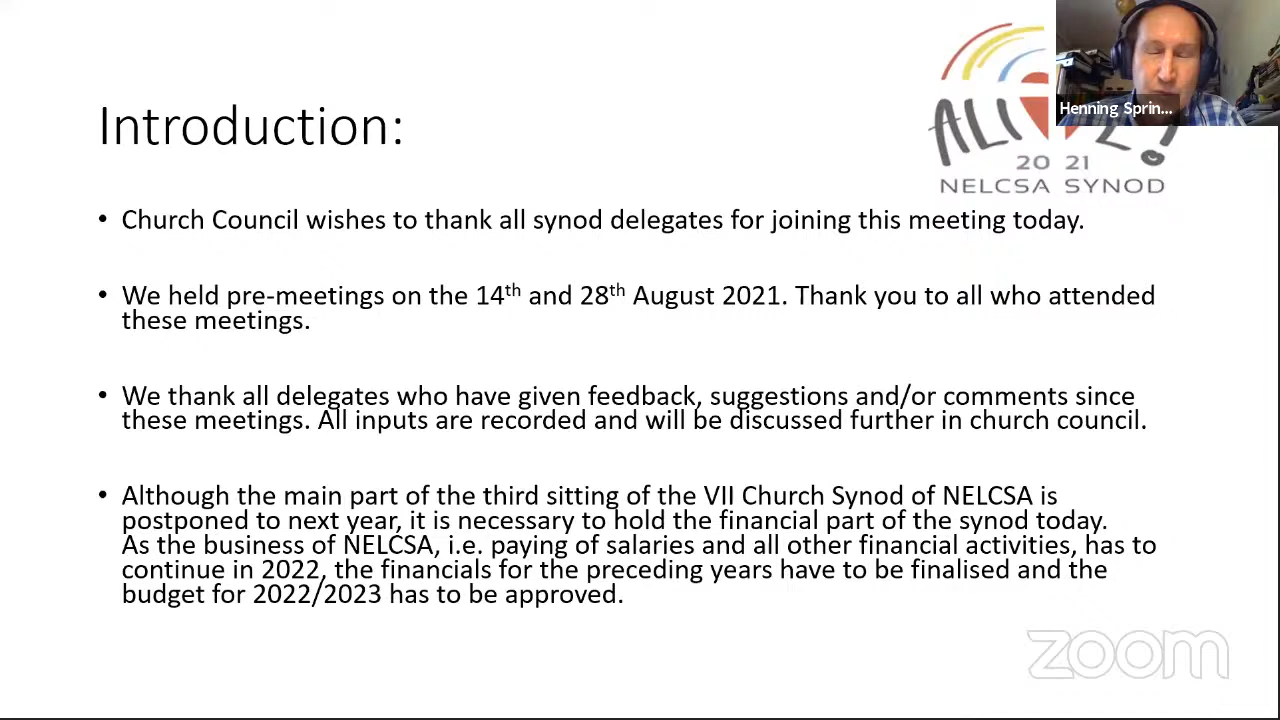 Henning Sprin...
ALIVE!
20 21
NELCSA SYNOD
Introduction:
• Church Council wishes to thank all synod delegates for joining this meeting today.
• We held pre-meetings on the 14th and 28th August 2021. Thank you to all who attended
these meetings.
• We thank all delegates who have given feedback, suggestions and/or comments since
these meetings. All inputs are recorded and will be discussed further in church council.
• Although the main part of the third sitting of the VII Church Synod of NELCSA is
postponed to next year, it is necessary to hold the financial part of the synod today.
As the business of NELCSA, i.e. paying of salaries and all other financial activities, has to
continue in 2022, the financials for the preceding years have to be finalised and the
budget for 2022/2023 has to be approved.
zoom